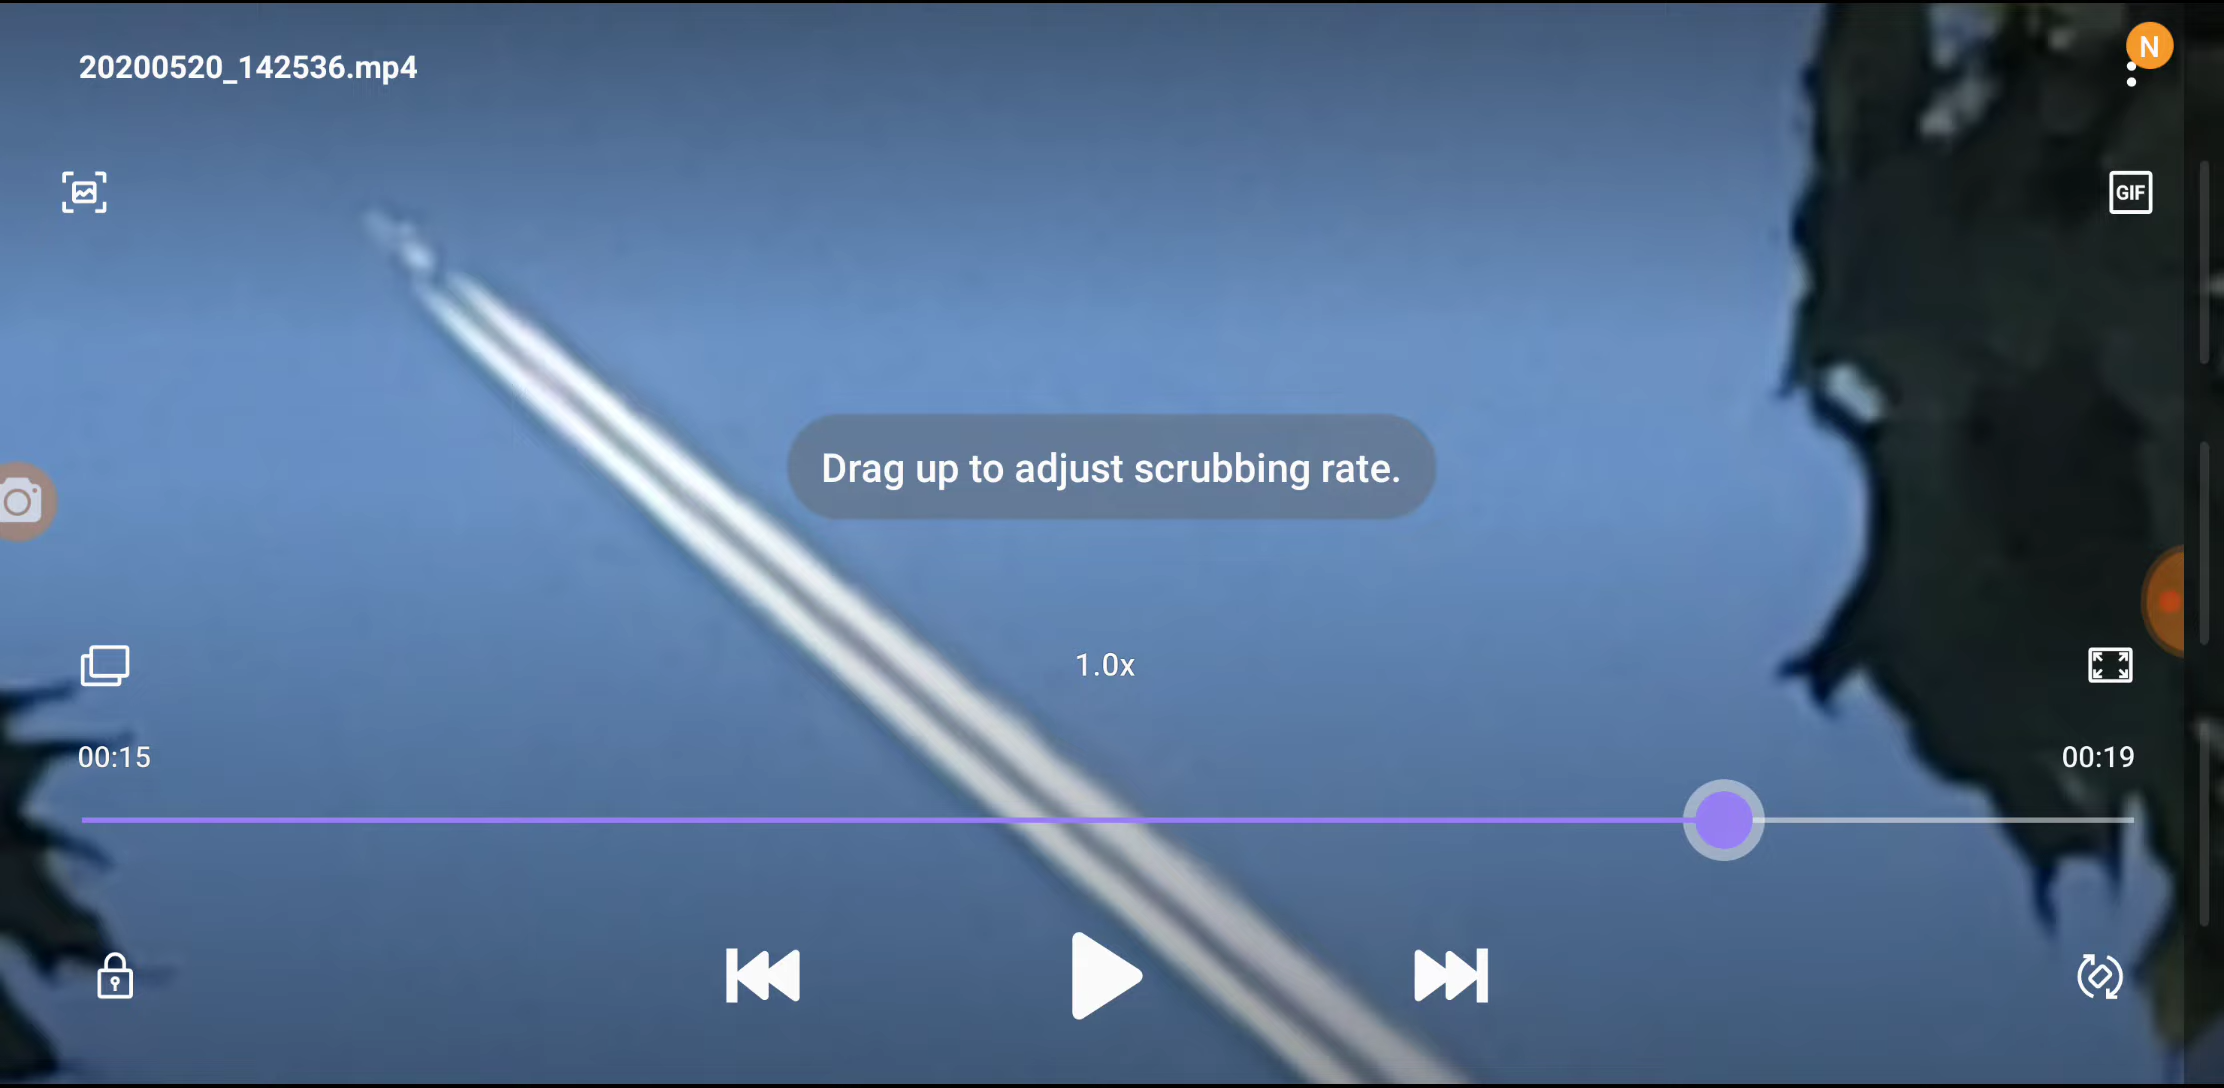 20200520_142536.mp4
N
GIF
Drag up to adjust scrubbing rate.
1.0x
00:15
00:19